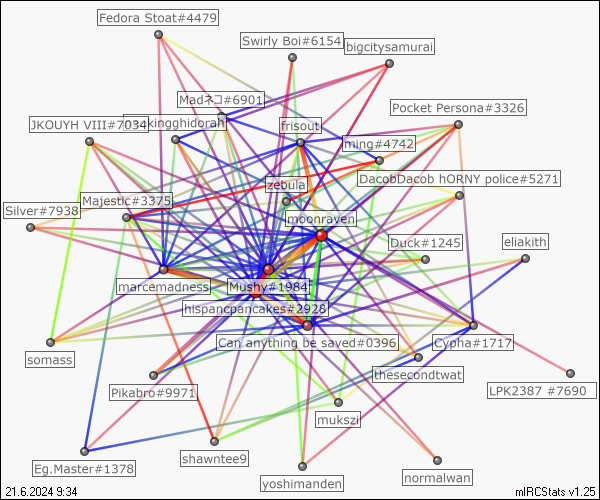 Fedora Stoat#4479
Swirly Boi#6154
bigcitysamurai
Madネコ#6901
Pocket Persona#3326
JKOUYH VIII#7034
kingghidorah
frisout
ming#4742
DacobDacob hORNY police#5271
zebula
Majestic#3375
Silver#7938
moonraven
Duck#1245
eliakith
marcemadness
Mushy#1984
hispancpancakes#2928
Can anything be saved#0396
Cypha#1717
somass
thesecondtwat
Pikabro#9971
LPK2387 #7690
mukszi
shawntee9
Eg.Master#1378
yoshimanden
normalwan
21.6.2024 9:34
mIRCStats v1.25